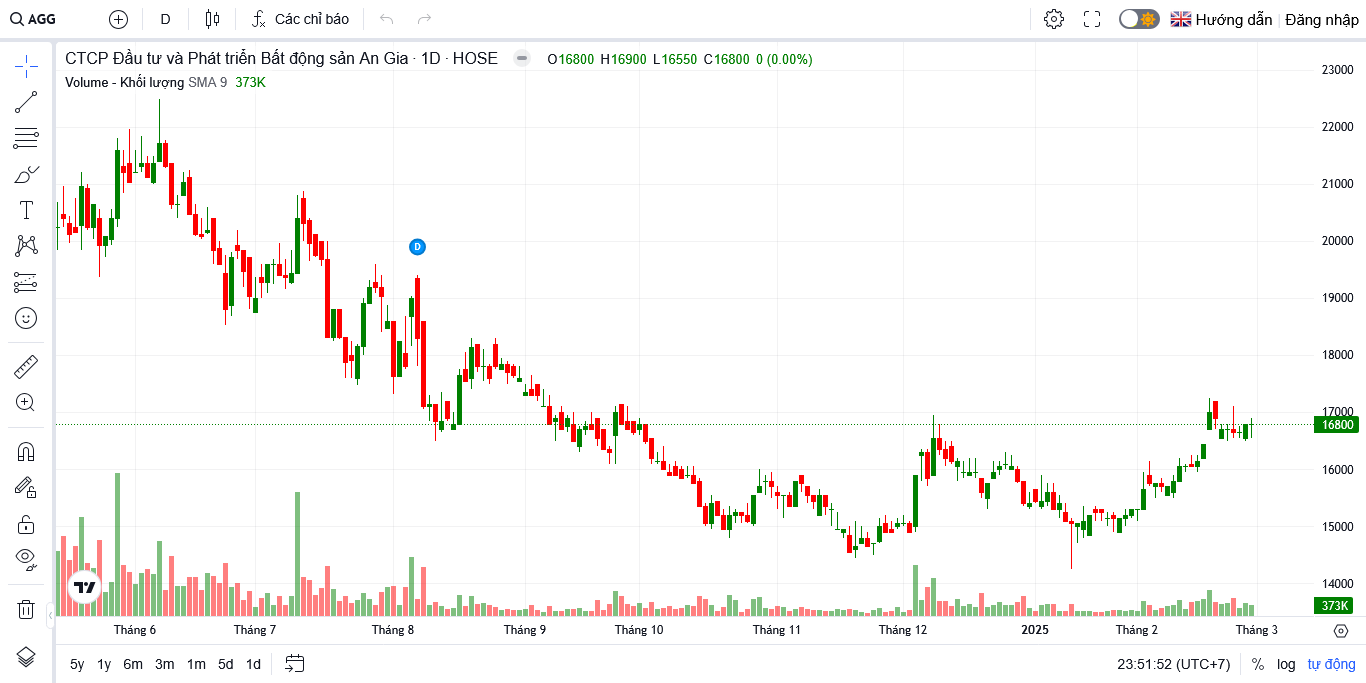 AGG D Các chỉ báo Hướng dẫn Đăng nhập
CTCP Đầu tư và Phát triển Bất động sản An Gia · 1D · HOSE O16800 H16900 L16550 C16800 0 (0.00%)
Volume - Khối lượng SMA 9 373K
23000
22000
21000
20000
D
19000
18000
17000
16800
16000
15000
14000
373K
Tháng 6 Tháng 7 Tháng 8 Tháng 9 Tháng 10 Tháng 11 Tháng 12 2025 Tháng 2 Tháng 3
5y 1y 6m 3m 1m 5d 1d 23:51:52 (UTC+7) % log tự động